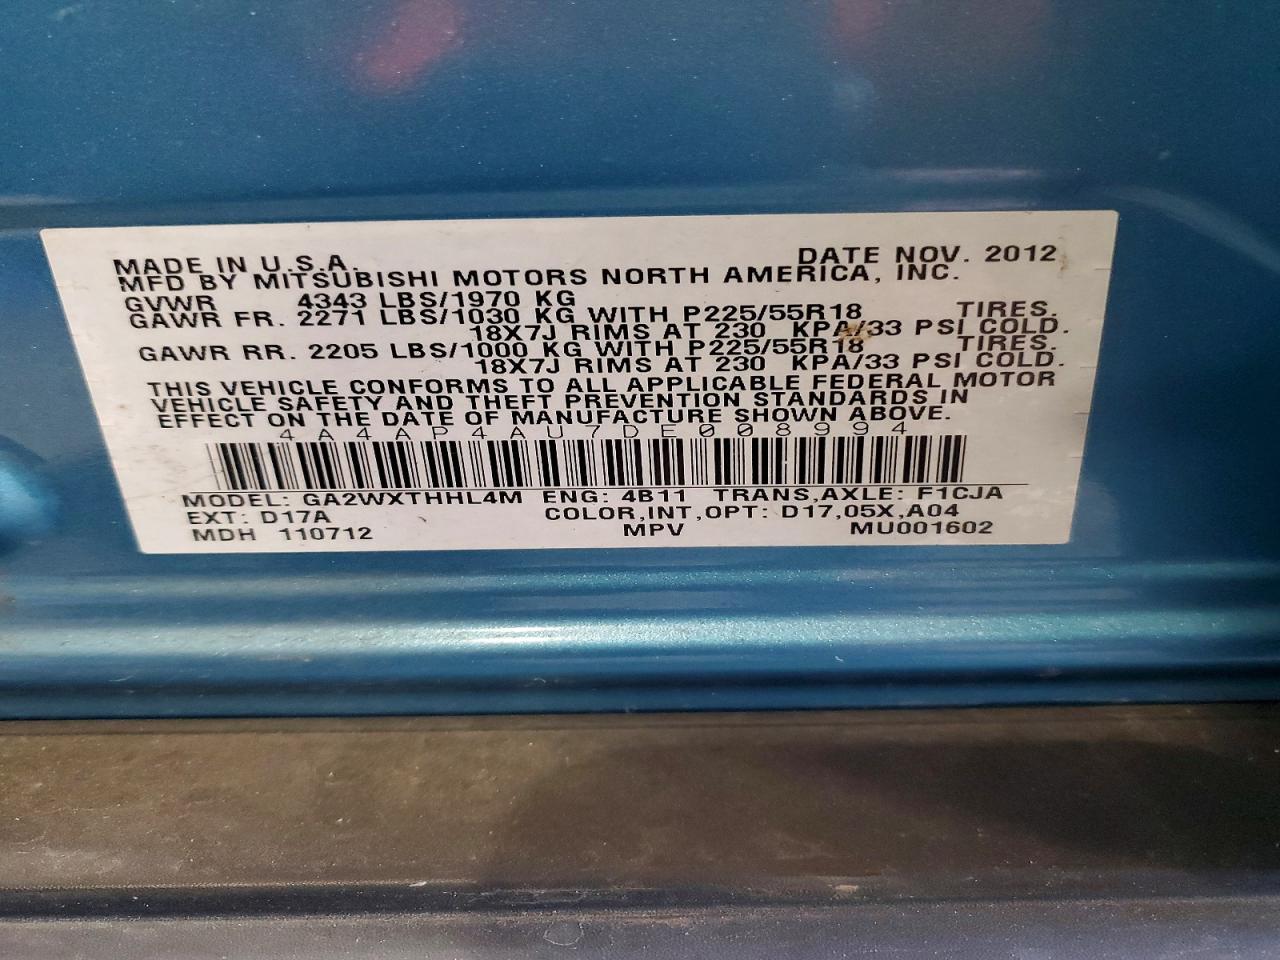 MADE IN U.S.A. DATE NOV. 2012
MFD BY MITSUBISHI MOTORS NORTH AMERICA, INC.
GVWR 4343 LBS/1970 KG
GAWR FR. 2271 LBS/1030 KG WITH P225/55R18 TIRES.
18X7J RIMS AT 230 KPA/33 PSI COLD.
GAWR RR. 2205 LBS/1000 KG WITH P225/55R18 TIRES.
18X7J RIMS AT 230 KPA/33 PSI COLD.
THIS VEHICLE CONFORMS TO ALL APPLICABLE FEDERAL MOTOR
VEHICLE SAFETY AND THEFT PREVENTION STANDARDS IN
EFFECT ON THE DATE OF MANUFACTURE SHOWN ABOVE.
4A4AP4AU7DE008994
MODEL: GA2WXTHHL4M ENG: 4B11 TRANS,AXLE: F1CJA
EXT: D17A COLOR,INT,OPT: D17,05X,A04
MDH 110712 MPV MU001602